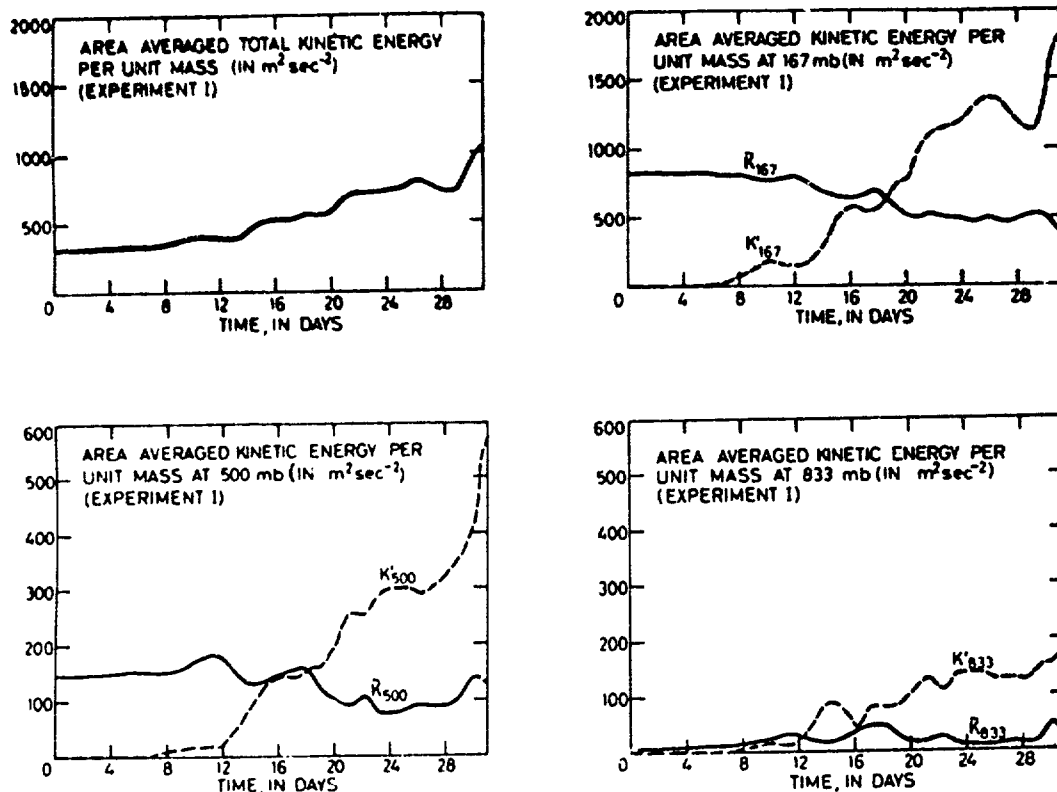 2000
1500
1000
500
0
AREA AVERAGED TOTAL KINETIC ENERGY
PER UNIT MASS (IN m²sec⁻²)
(EXPERIMENT I)
4 8 12 16 20 24 28
TIME, IN DAYS
2000
1500
1000
500
0
AREA AVERAGED KINETIC ENERGY PER
UNIT MASS AT 167 mb (IN m²sec⁻²)
(EXPERIMENT I)
K̄₁₆₇
K'₁₆₇
0 4 8 12 16 20 24 28
TIME, IN DAYS
600
500
400
300
200
100
AREA AVERAGED KINETIC ENERGY PER
UNIT MASS AT 500 mb (IN m²sec⁻²)
(EXPERIMENT I)
K'₅₀₀
K̄₅₀₀
0 4 8 12 16 20 24 28
TIME, IN DAYS
600
500
400
300
200
100
AREA AVERAGED KINETIC ENERGY PER
UNIT MASS AT 833 mb (IN m²sec⁻²)
(EXPERIMENT I)
K'₈₃₃
K̄₈₃₃
0 4 8 12 16 20 24 28
TIME, IN DAYS